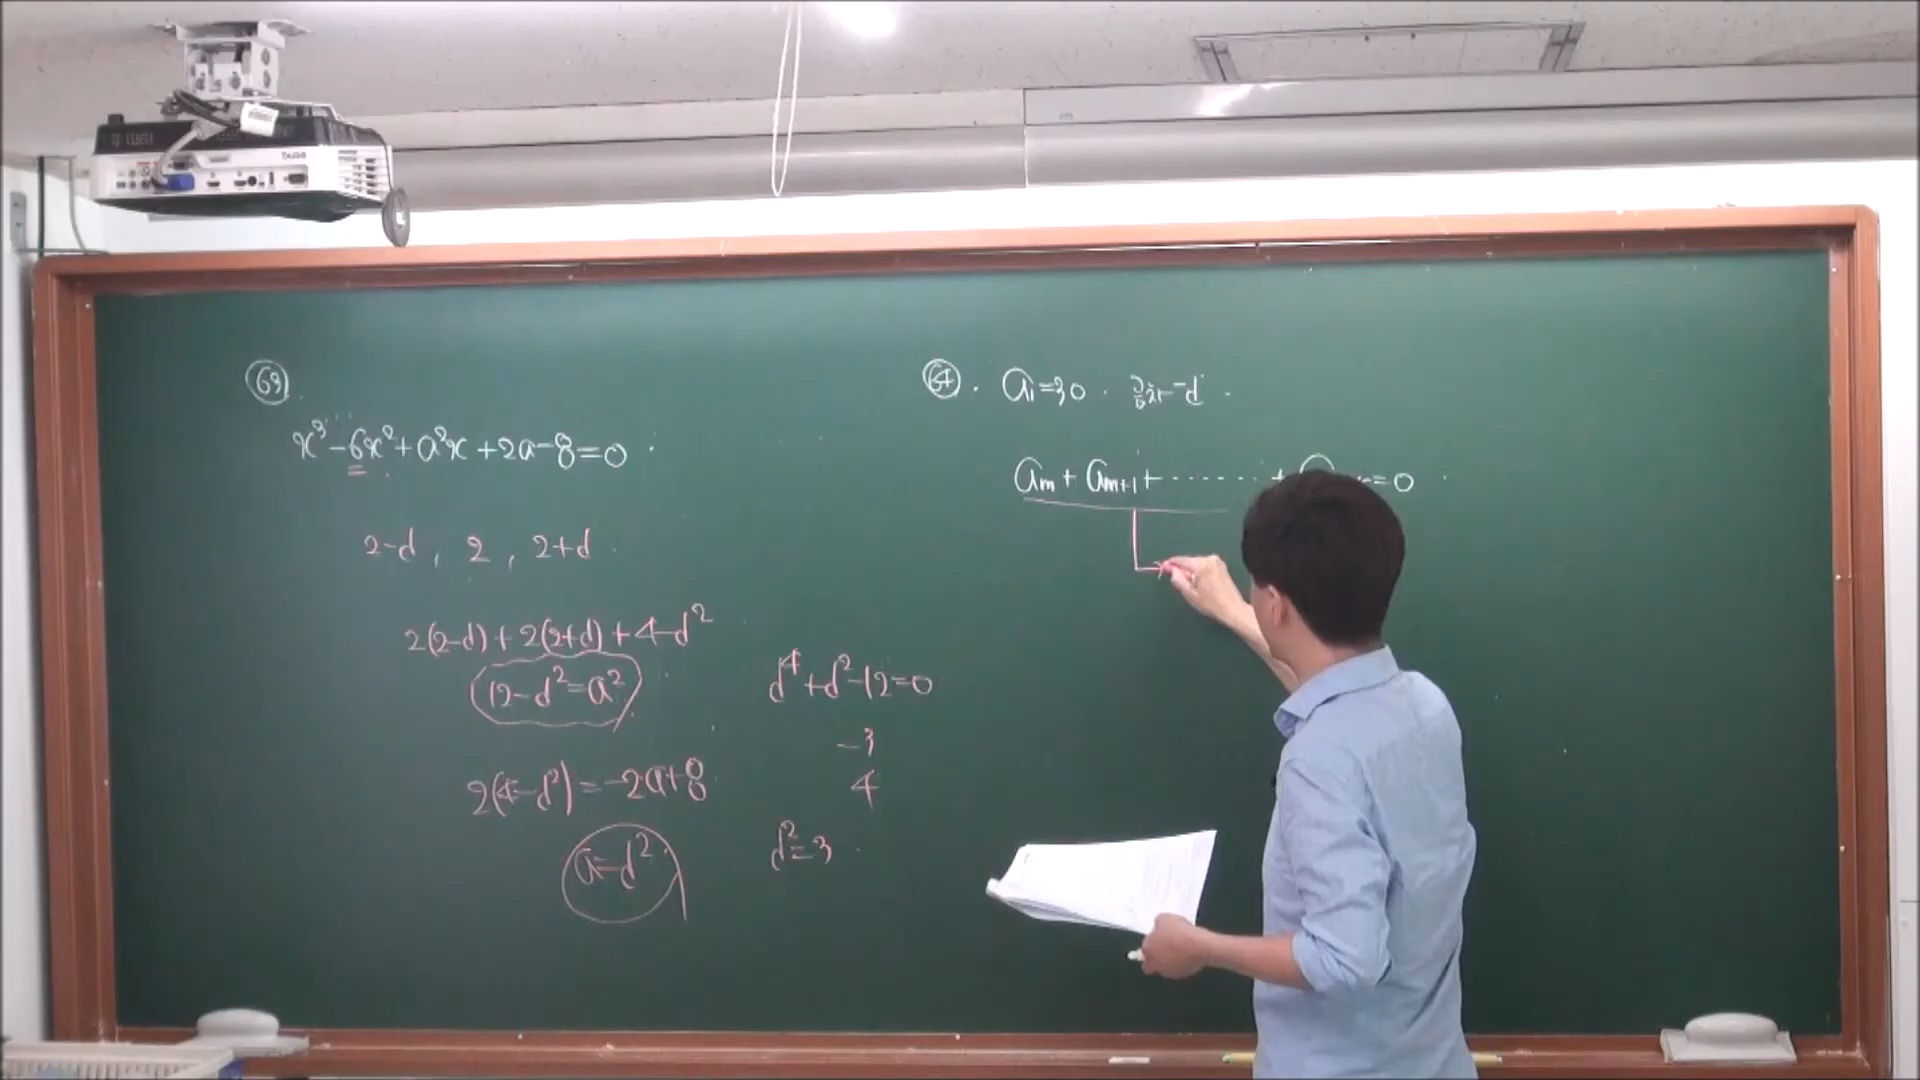 63
x³-6x²+a²x+2a-8=0
2-d, 2, 2+d
2(2-d)+2(2+d)+4-d²
12-d²=a²
2(4-d²)=-2a+8
a=d²
d⁴+d²-12=0
-3
4
d²=3
64. a₁=30. 공차 -d.
aₘ+aₘ₊₁+·······+a =0